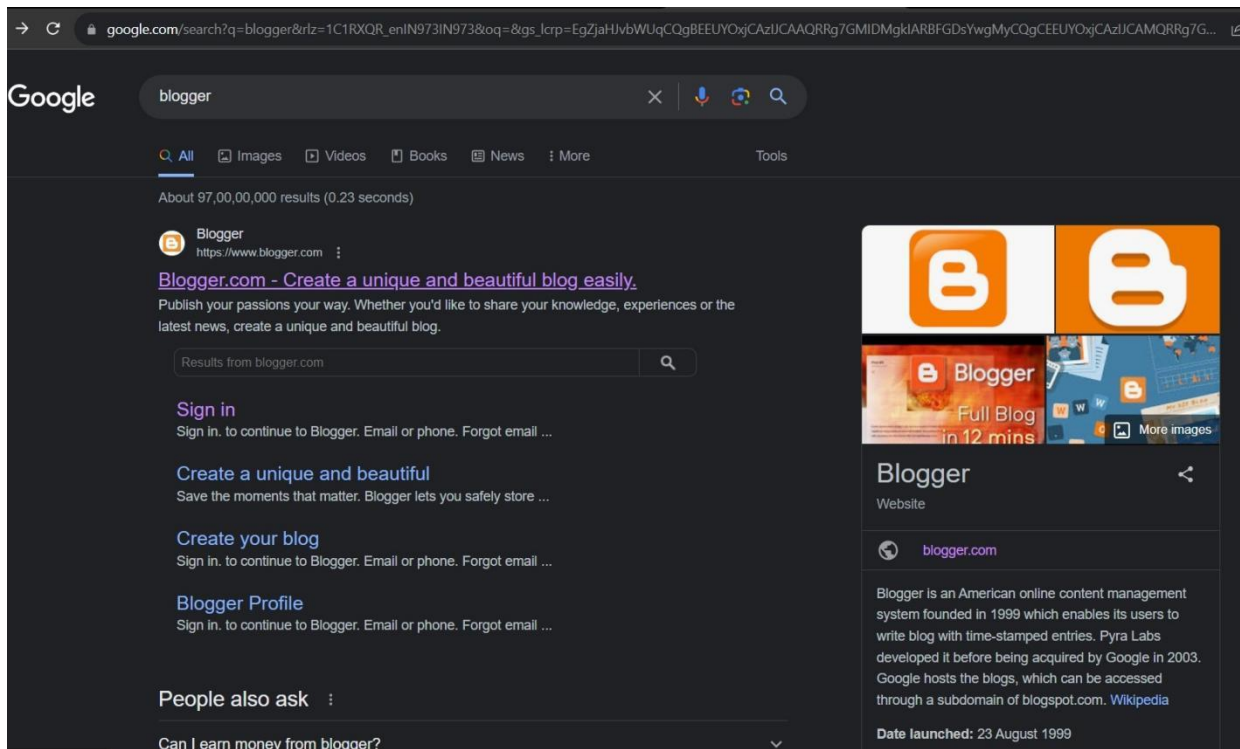 google.com/search?q=blogger&rlz=1C1RXQR_enIN973IN973&oq=&gs_lcrp=EgZjaHJvbWUqCQgBEEUYOxjCAzIJCAAQRRg7GMIDMgkIARBFGDsYwgMyCQgCEEUYOxjCAzIJCAMQRRg7G...
Google
blogger
All Images Videos Books News More Tools
About 97,00,00,000 results (0.23 seconds)
Blogger
https://www.blogger.com
Blogger.com - Create a unique and beautiful blog easily.
Publish your passions your way. Whether you'd like to share your knowledge, experiences or the
latest news, create a unique and beautiful blog.
Results from blogger.com
Sign in
Sign in. to continue to Blogger. Email or phone. Forgot email ...
Create a unique and beautiful
Save the moments that matter. Blogger lets you safely store ...
Create your blog
Sign in. to continue to Blogger. Email or phone. Forgot email ...
Blogger Profile
Sign in. to continue to Blogger. Email or phone. Forgot email ...
People also ask
Can I earn money from blogger?
Blogger
Full Blog
in 12 mins
W W W
More images
Blogger
Website
blogger.com
Blogger is an American online content management
system founded in 1999 which enables its users to
write blog with time-stamped entries. Pyra Labs
developed it before being acquired by Google in 2003.
Google hosts the blogs, which can be accessed
through a subdomain of blogspot.com. Wikipedia
Date launched: 23 August 1999